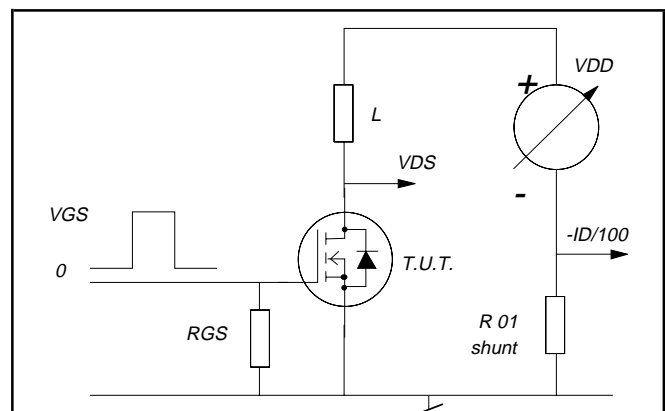 +
VDD
L
VDS
-
VGS
-ID/100
0
T.U.T.
RGS
R 01
shunt